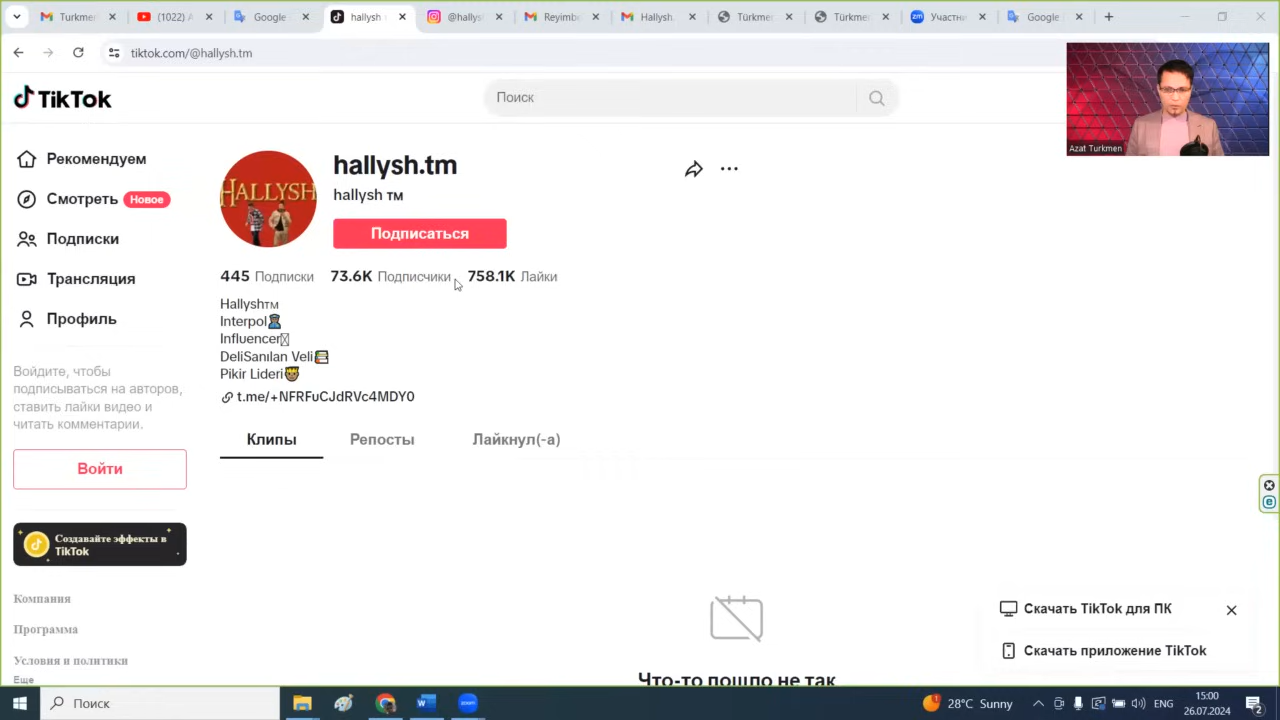 Turkmen
(1022) A
Google
hallysh т
@hallys
Reyimb
Hallysh.
Türkme
Türkme
Участн
Google
tiktok.com/@hallysh.tm
Azat Turkmen
TikTok
Поиск
Рекомендуем
Смотреть Новое
Подписки
Трансляция
Профиль
Войдите, чтобы
подписываться на авторов,
ставить лайки видео и
читать комментарии.
Войти
Создавайте эффекты в
TikTok
Компания
Программа
Условия и политики
Еще
HALLYSH
hallysh.tm
hallysh тм
Подписаться
445 Подписки 73.6K Подписчики 758.1K Лайки
Hallyshтм
Interpol
Influencer
DeliSanılan Veli
Pikir Lideri
t.me/+NFRFuCJdRVc4MDY0
Клипы Репосты Лайкнул(-а)
Что-то пошло не так
Скачать TikTok для ПК
Скачать приложение TikTok
Поиск
28°C Sunny
ENG
15:00
26.07.2024
2